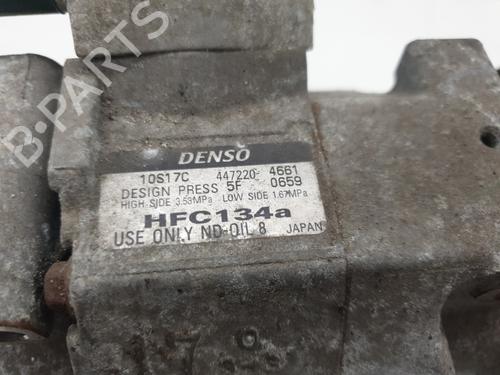 B-PARTS
DENSO
10S17C 447220-4661
DESIGN PRESS 5F 0659
HIGH SIDE 3.53MPa LOW SIDE 1.67MPa
HFC134a
USE ONLY ND-OIL 8 JAPAN